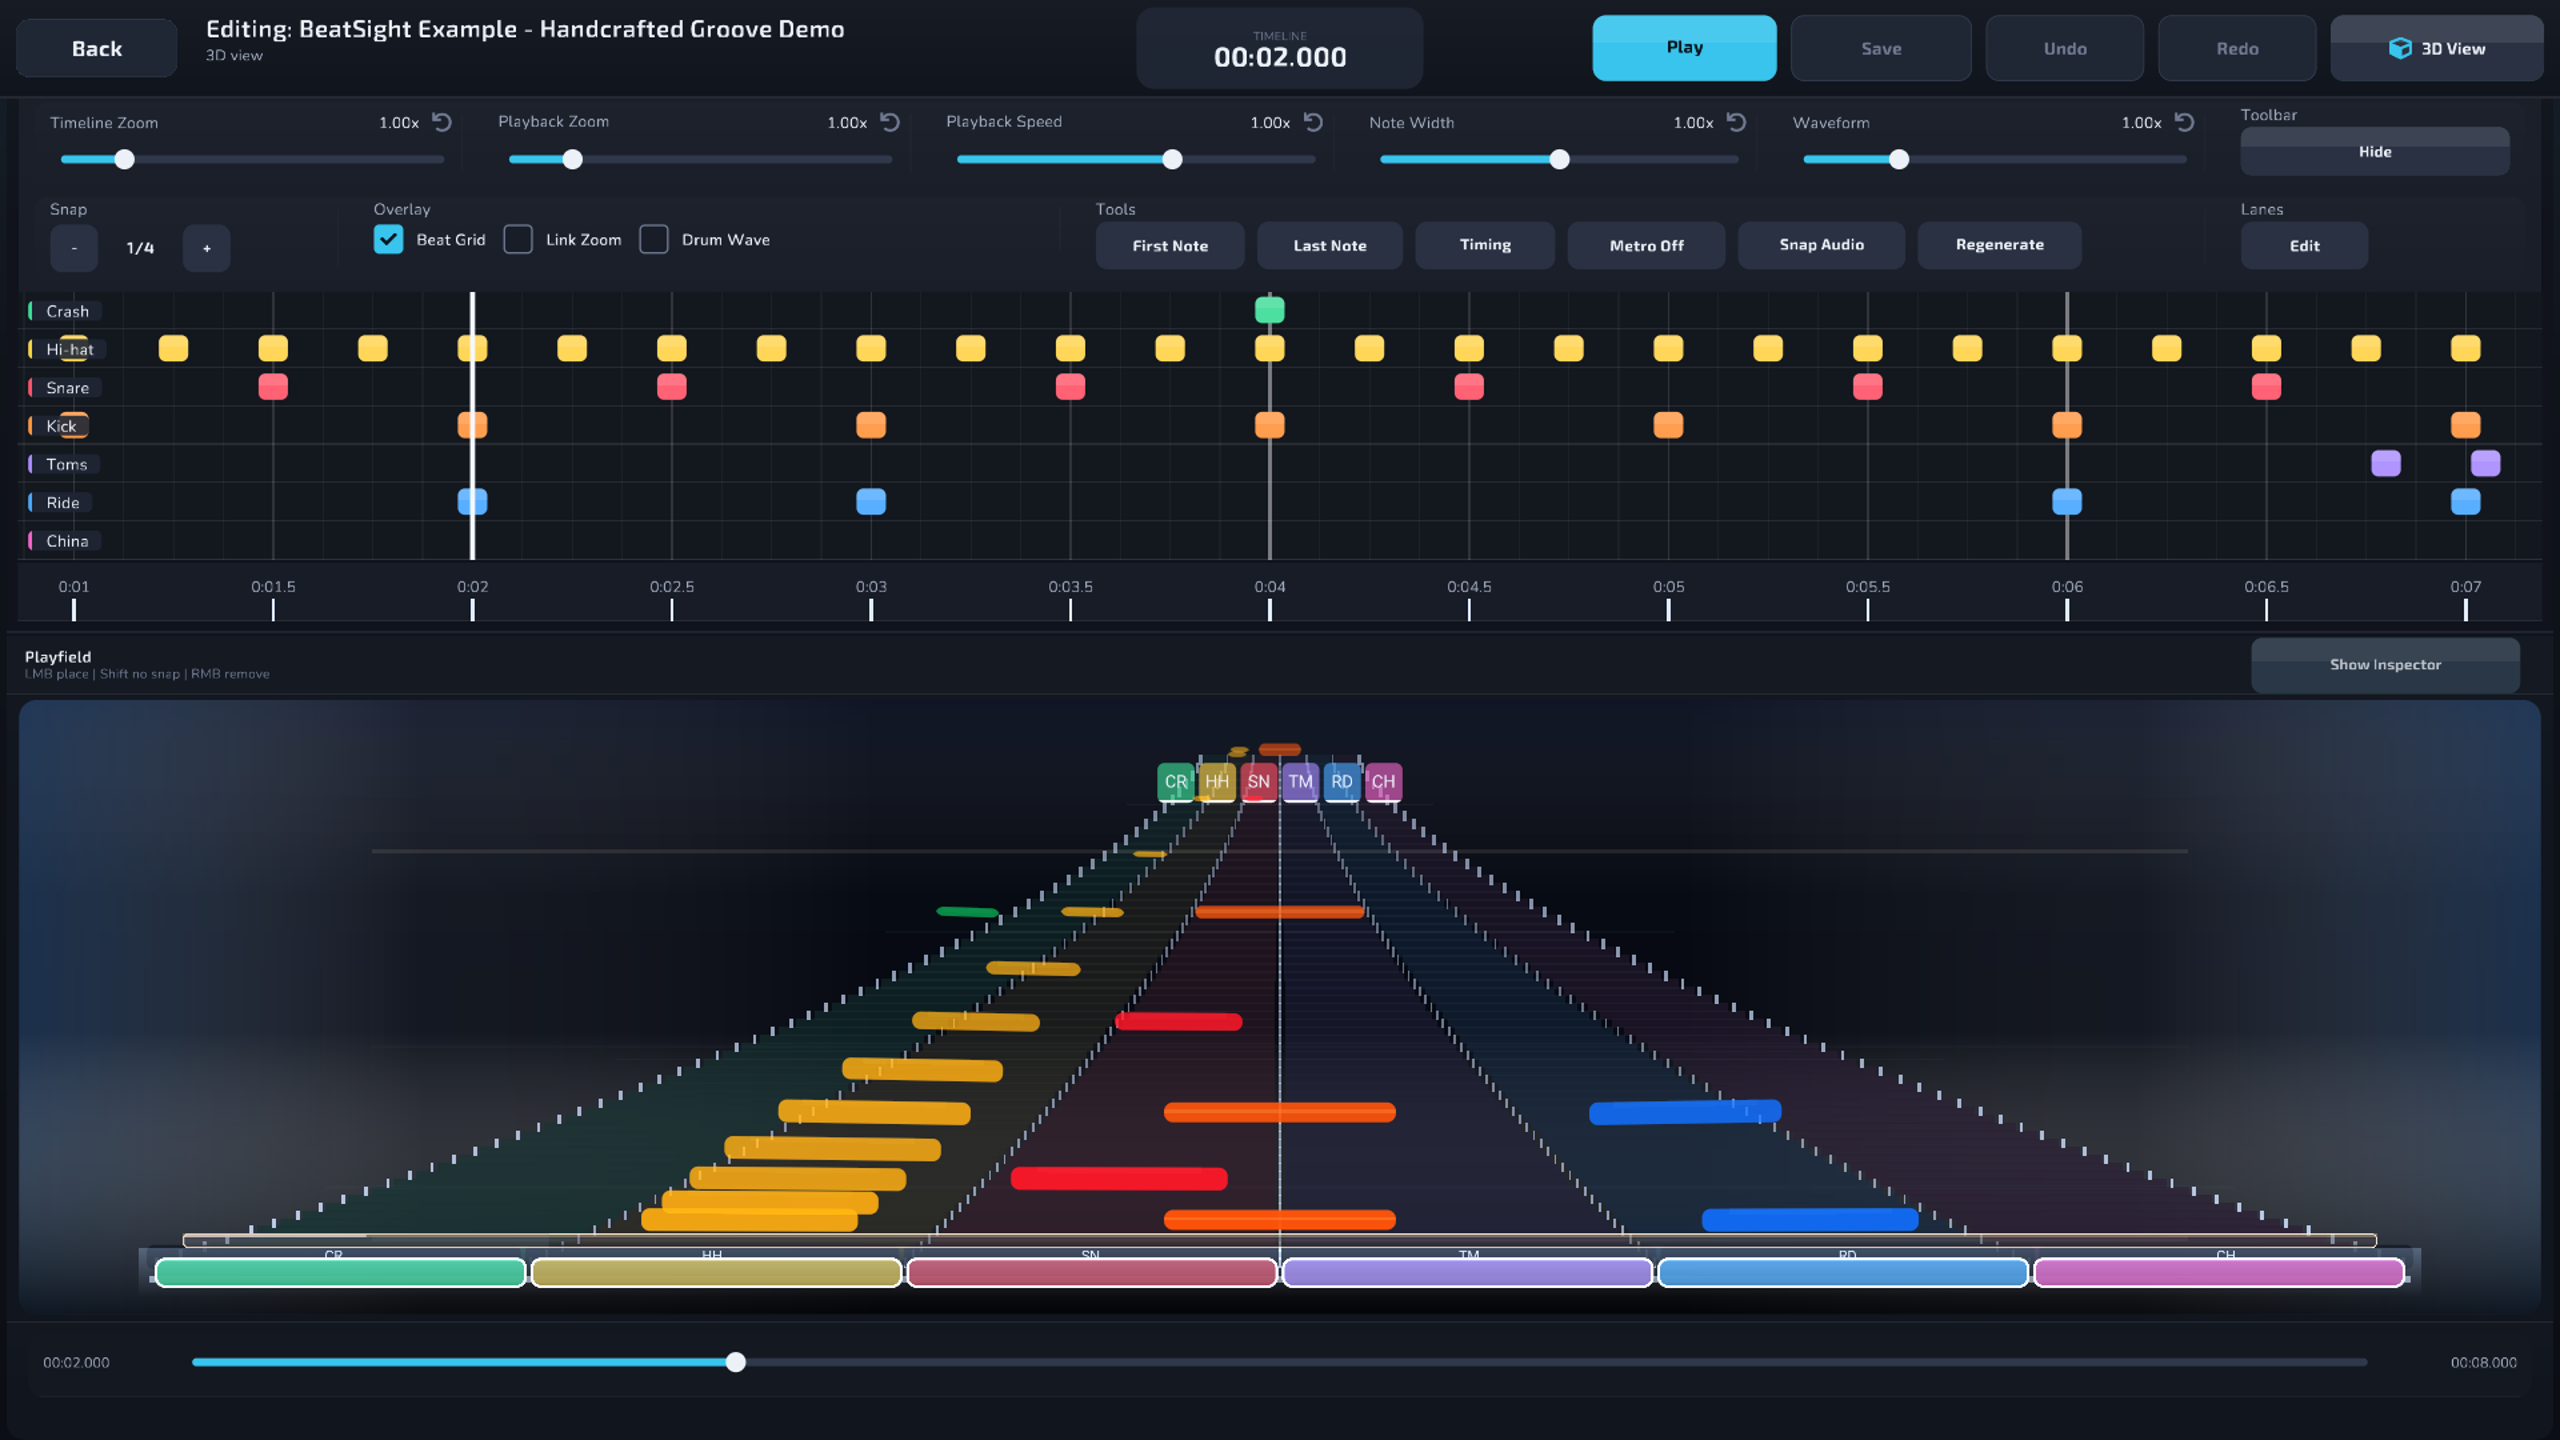 Back
Editing: BeatSight Example - Handcrafted Groove Demo
3D view
TIMELINE
00:02.000
Play
Save
Undo
Redo
3D View
Timeline Zoom 1.00x
Playback Zoom 1.00x
Playback Speed 1.00x
Note Width 1.00x
Waveform 1.00x
Toolbar
Hide
Snap
- 1/4 +
Overlay
Beat Grid Link Zoom Drum Wave
Tools
First Note Last Note Timing Metro Off Snap Audio Regenerate
Lanes
Edit
Crash
Hi-hat
Snare
Kick
Toms
Ride
China
0:01 0:01.5 0:02 0:02.5 0:03 0:03.5 0:04 0:04.5 0:05 0:05.5 0:06 0:06.5 0:07
Playfield
LMB place | Shift no snap | RMB remove
Show Inspector
CR HH SN TM RD CH
CR HH SN TM RD CH
00:02.000 00:08.000